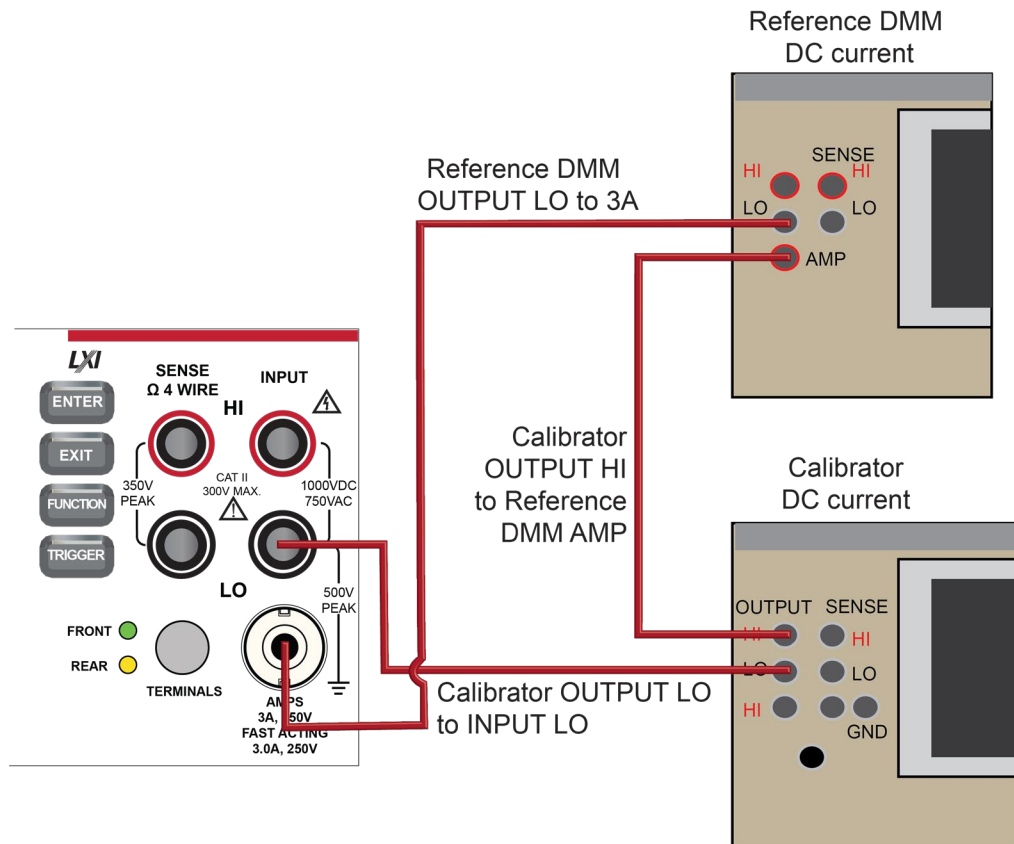 Reference DMM
DC current
SENSE
HI
HI
LO
LO
AMP
Reference DMM
OUTPUT LO to 3A
Calibrator
OUTPUT HI
to Reference
DMM AMP
LXI
ENTER
EXIT
FUNCTION
TRIGGER
SENSE
Ω 4 WIRE
INPUT
HI
350V
PEAK
CAT II
300V MAX.
1000VDC
750VAC
LO
500V
PEAK
FRONT
REAR
TERMINALS
AMPS
3A, 250V
FAST ACTING
3.0A, 250V
Calibrator OUTPUT LO
to INPUT LO
Calibrator
DC current
OUTPUT
SENSE
HI
HI
LO
LO
HI
GND